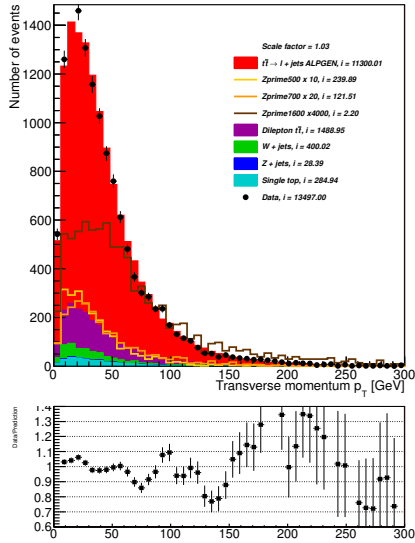 Number of events
1400
1200
1000
800
600
400
200
0
Scale factor = 1.03
tt̄ → l + jets ALPGEN, i = 11300.01
Zprime500 x 10, i = 239.89
Zprime700 x 20, i = 121.51
Zprime1600 x4000, i = 2.20
Dilepton tt̄, i = 1488.95
W + jets, i = 400.02
Z + jets, i = 28.39
Single top, i = 284.94
Data, i = 13497.00
0 50 100 150 200 250 300
Transverse momentum p_T [GeV]
Data/Prediction
1.4
1.3
1.2
1.1
1
0.9
0.8
0.7
0.6
0 50 100 150 200 250 300